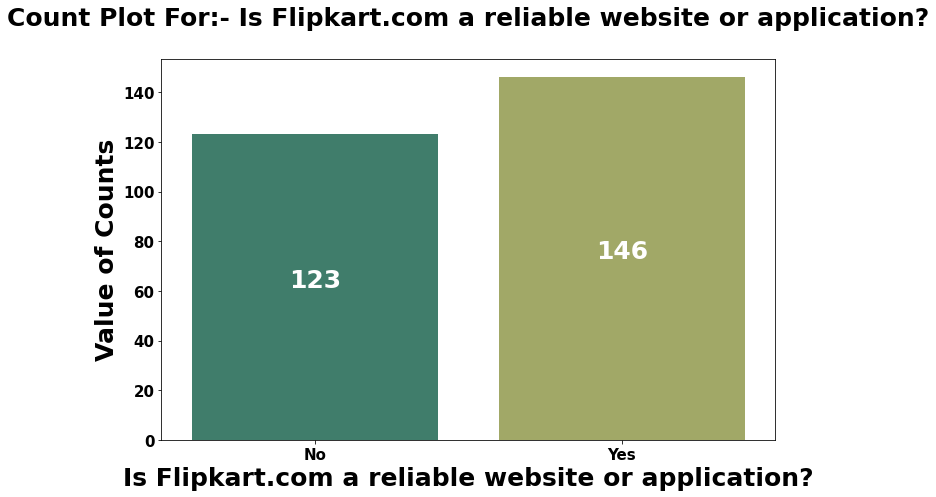 Count Plot For:- Is Flipkart.com a reliable website or application?
Value of Counts
140
120
100
80
60
40
20
0
123
146
No
Yes
Is Flipkart.com a reliable website or application?